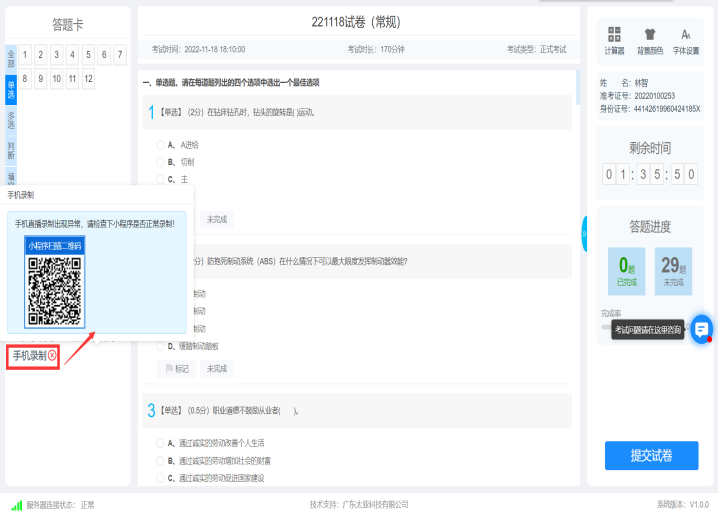 答题卡
全部
1 2 3 4 5 6 7
单选
8 9 10 11 12
多选
判断
填
221118试卷（常规）
考试时间：2022-11-18 18:10:00 考试时长：170分钟 考试类型：正式考试
一、单选题。请在每道题列出的四个选项中选出一个最佳选项
1【单选】（2分）在钻床钻孔时，钻头的旋转是( )运动。
A、A进给
B、切削
C、主
未完成
分）防抱死制动系统（ABS）在什么情况下可以最大限度发挥制动器效能?
制动
制动
制动
D、缓踏制动踏板
标记 未完成
3【单选】（0.5分）职业道德不鼓励从业者( )。
A、通过诚实的劳动改善个人生活
B、通过诚实的劳动增加社会的财富
C、通过诚实的劳动促进国家建设
手机录制
手机直播录制出现异常，请检查下小程序是否正常录制!
小程序扫瞄二维码
手机录制
计算器 背景颜色 字体设置
姓 名：林智
准考证号：20220100253
身份证号：44142619960424185X
剩余时间
01:35:50
答题进度
0题
已完成
29题
未完成
完成率
考试问题请在这里咨询
提交试卷
服务器连接状态： 正常 技术支持：广东太亚科技有限公司 系统版本：V1.0.0